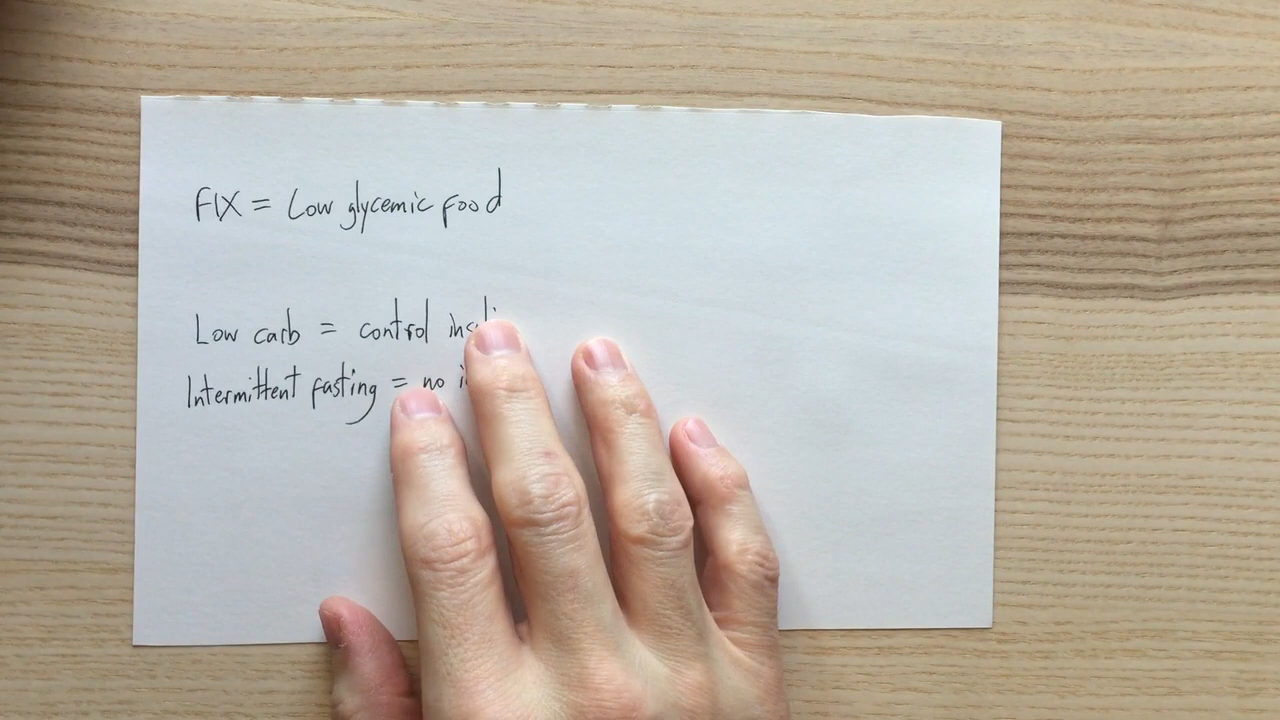 FIX = Low glycemic food
Low carb = control
Intermittent fasting = no